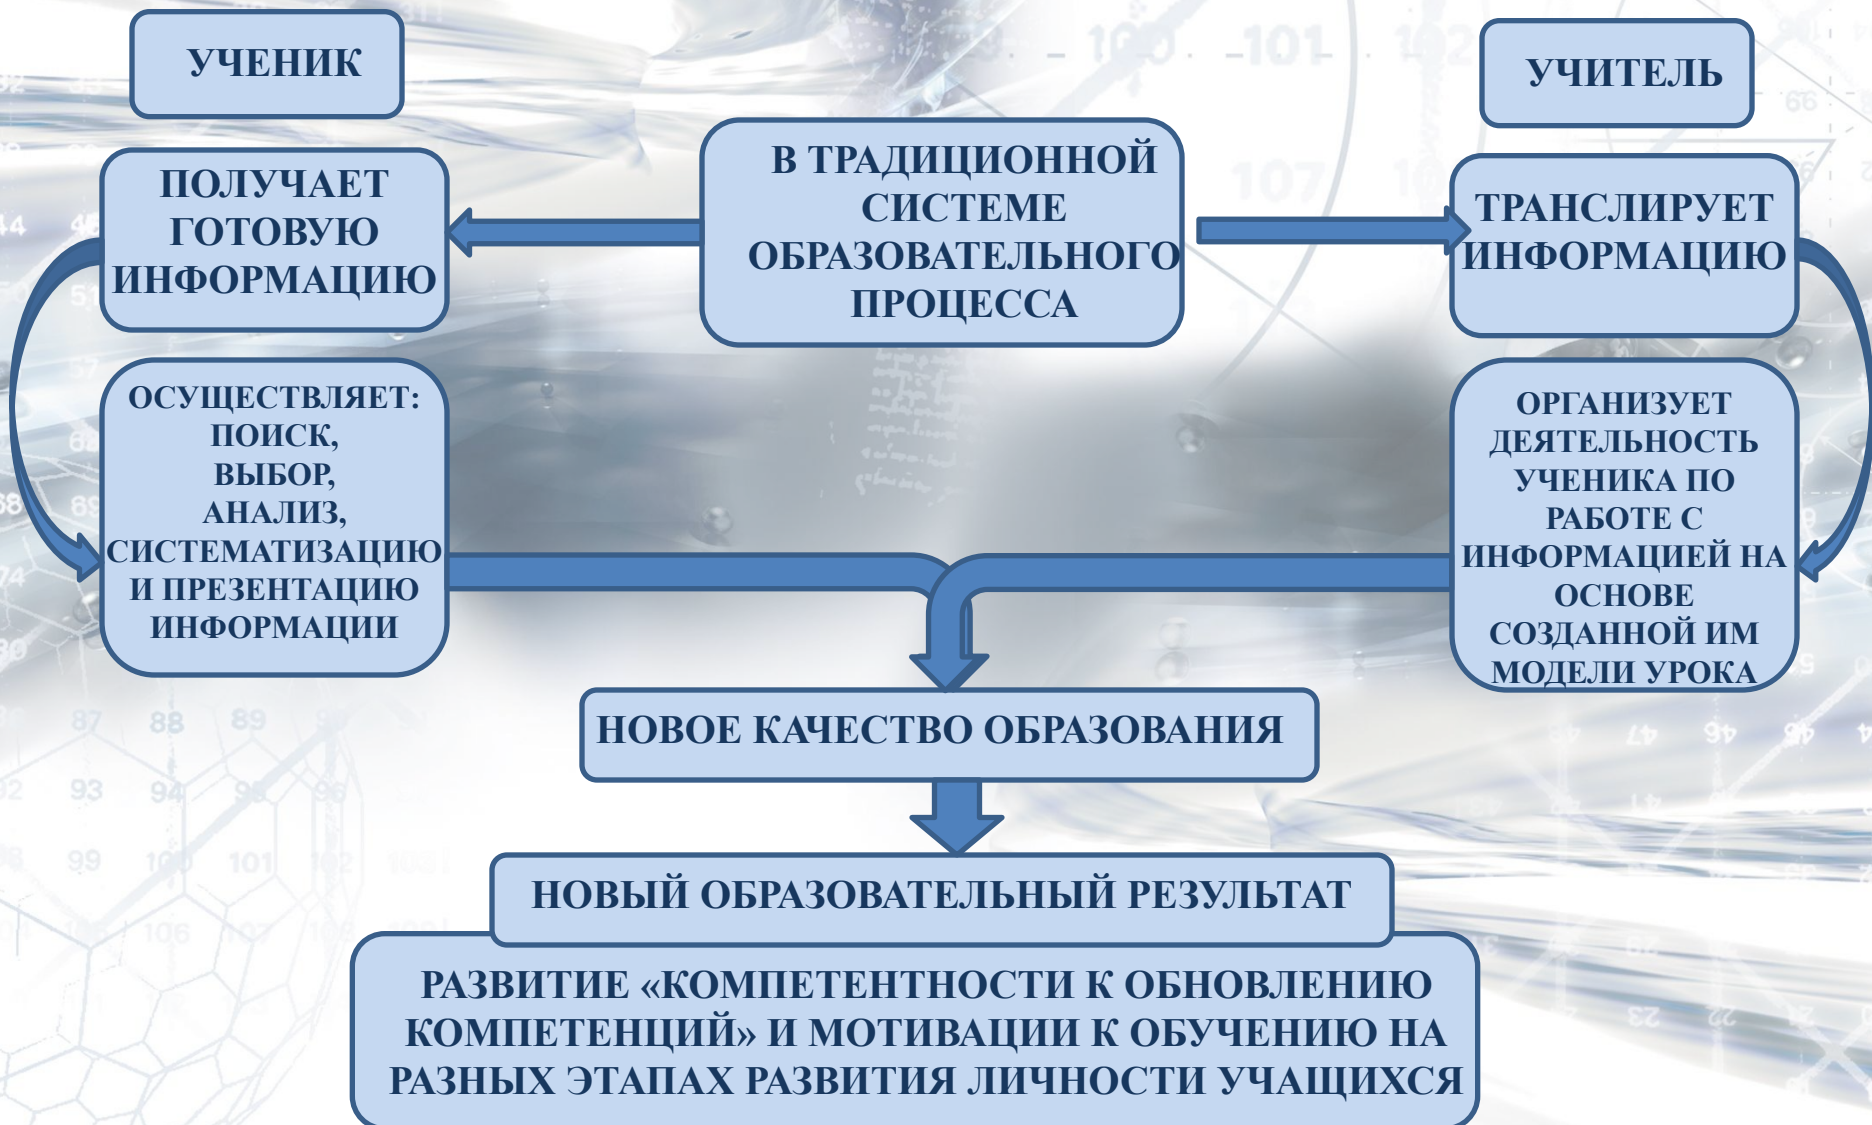 УЧЕНИК
УЧИТЕЛЬ
В ТРАДИЦИОННОЙ
СИСТЕМЕ
ОБРАЗОВАТЕЛЬНОГО
ПРОЦЕССА
ПОЛУЧАЕТ
ГОТОВУЮ
ИНФОРМАЦИЮ
ТРАНСЛИРУЕТ
ИНФОРМАЦИЮ
ОСУЩЕСТВЛЯЕТ:
ПОИСК,
ВЫБОР,
АНАЛИЗ,
СИСТЕМАТИЗАЦИЮ
И ПРЕЗЕНТАЦИЮ
ИНФОРМАЦИИ
ОРГАНИЗУЕТ
ДЕЯТЕЛЬНОСТЬ
УЧЕНИКА ПО
РАБОТЕ С
ИНФОРМАЦИЕЙ НА
ОСНОВЕ
СОЗДАННОЙ ИМ
МОДЕЛИ УРОКА
НОВОЕ КАЧЕСТВО ОБРАЗОВАНИЯ
НОВЫЙ ОБРАЗОВАТЕЛЬНЫЙ РЕЗУЛЬТАТ
РАЗВИТИЕ «КОМПЕТЕНТНОСТИ К ОБНОВЛЕНИЮ
КОМПЕТЕНЦИЙ» И МОТИВАЦИИ К ОБУЧЕНИЮ НА
РАЗНЫХ ЭТАПАХ РАЗВИТИЯ ЛИЧНОСТИ УЧАЩИХСЯ